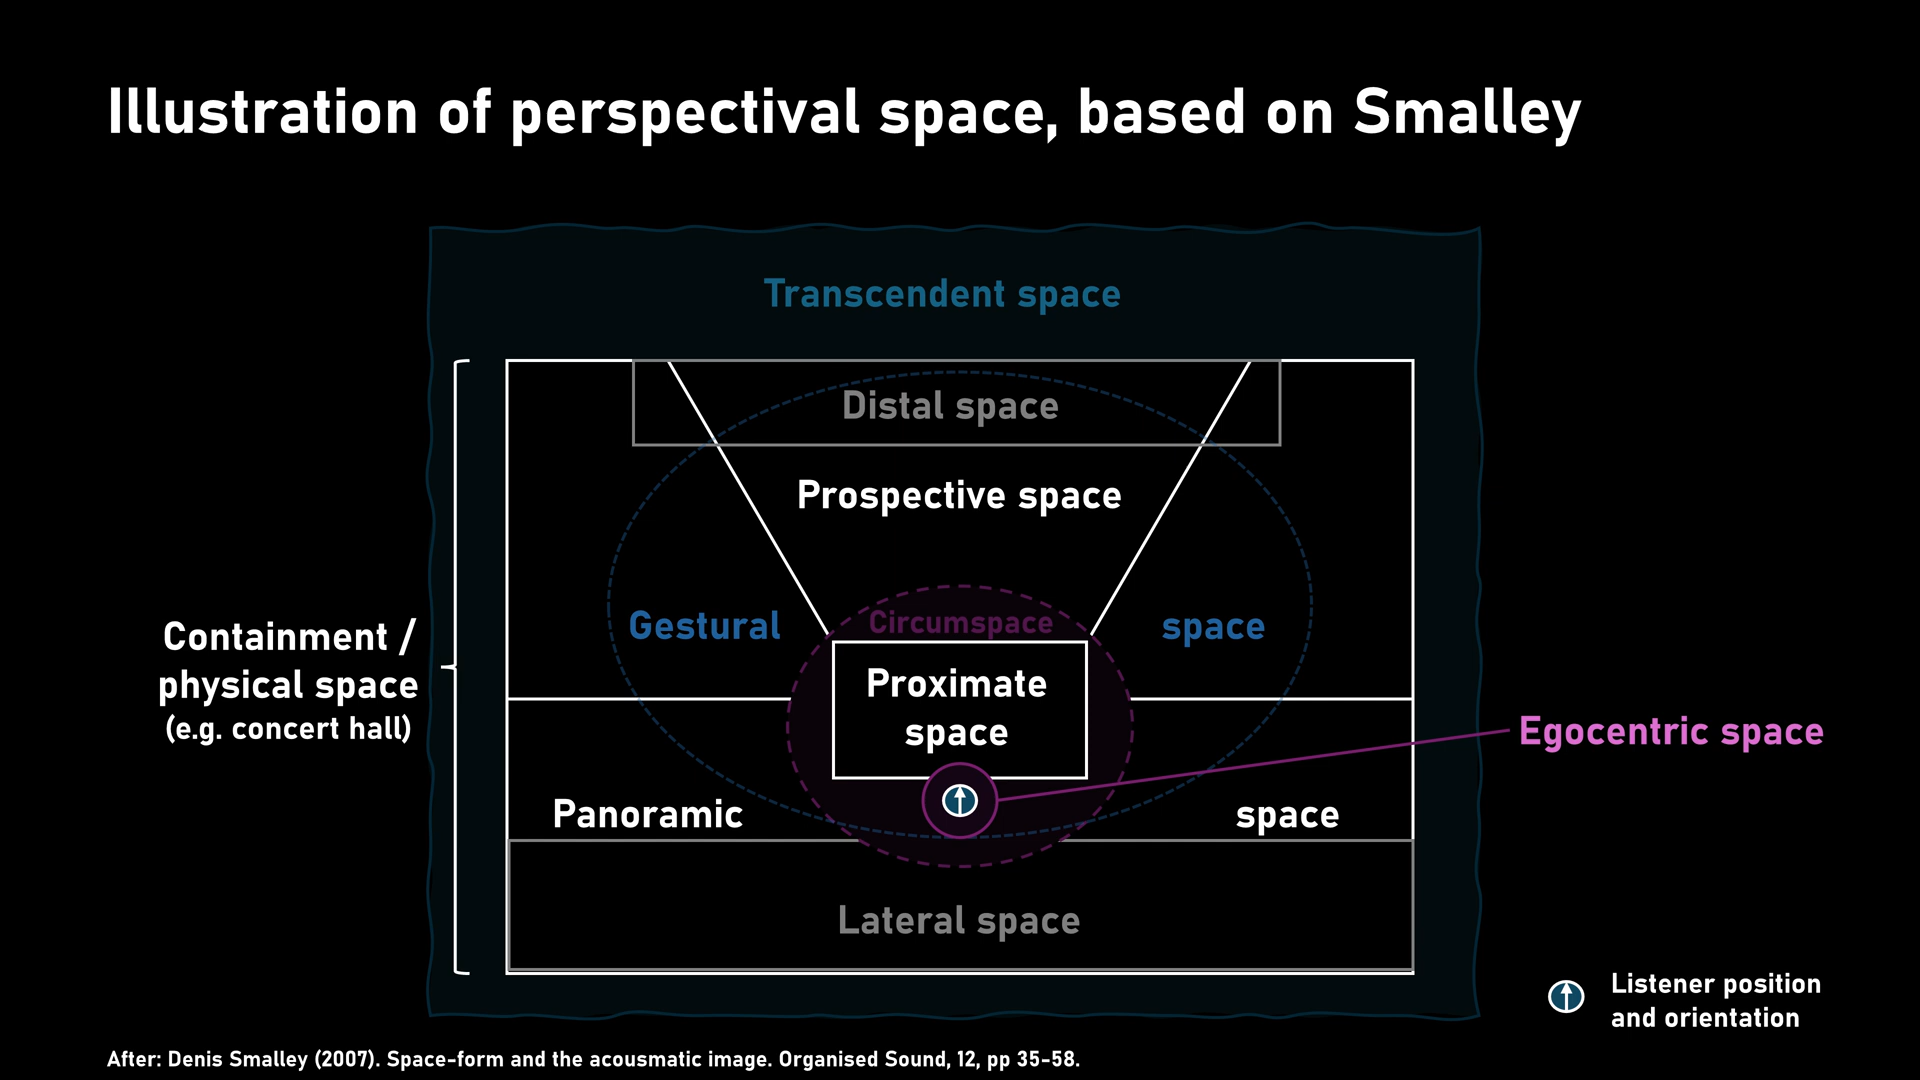 Illustration of perspectival space, based on Smalley
Transcendent space
Distal space
Prospective space
Gestural space
Circumspace
Containment /
physical space
(e.g. concert hall)
Proximate
space
Egocentric space
Panoramic space
Lateral space
Listener position
and orientation
After: Denis Smalley (2007). Space-form and the acousmatic image. Organised Sound, 12, pp 35-58.